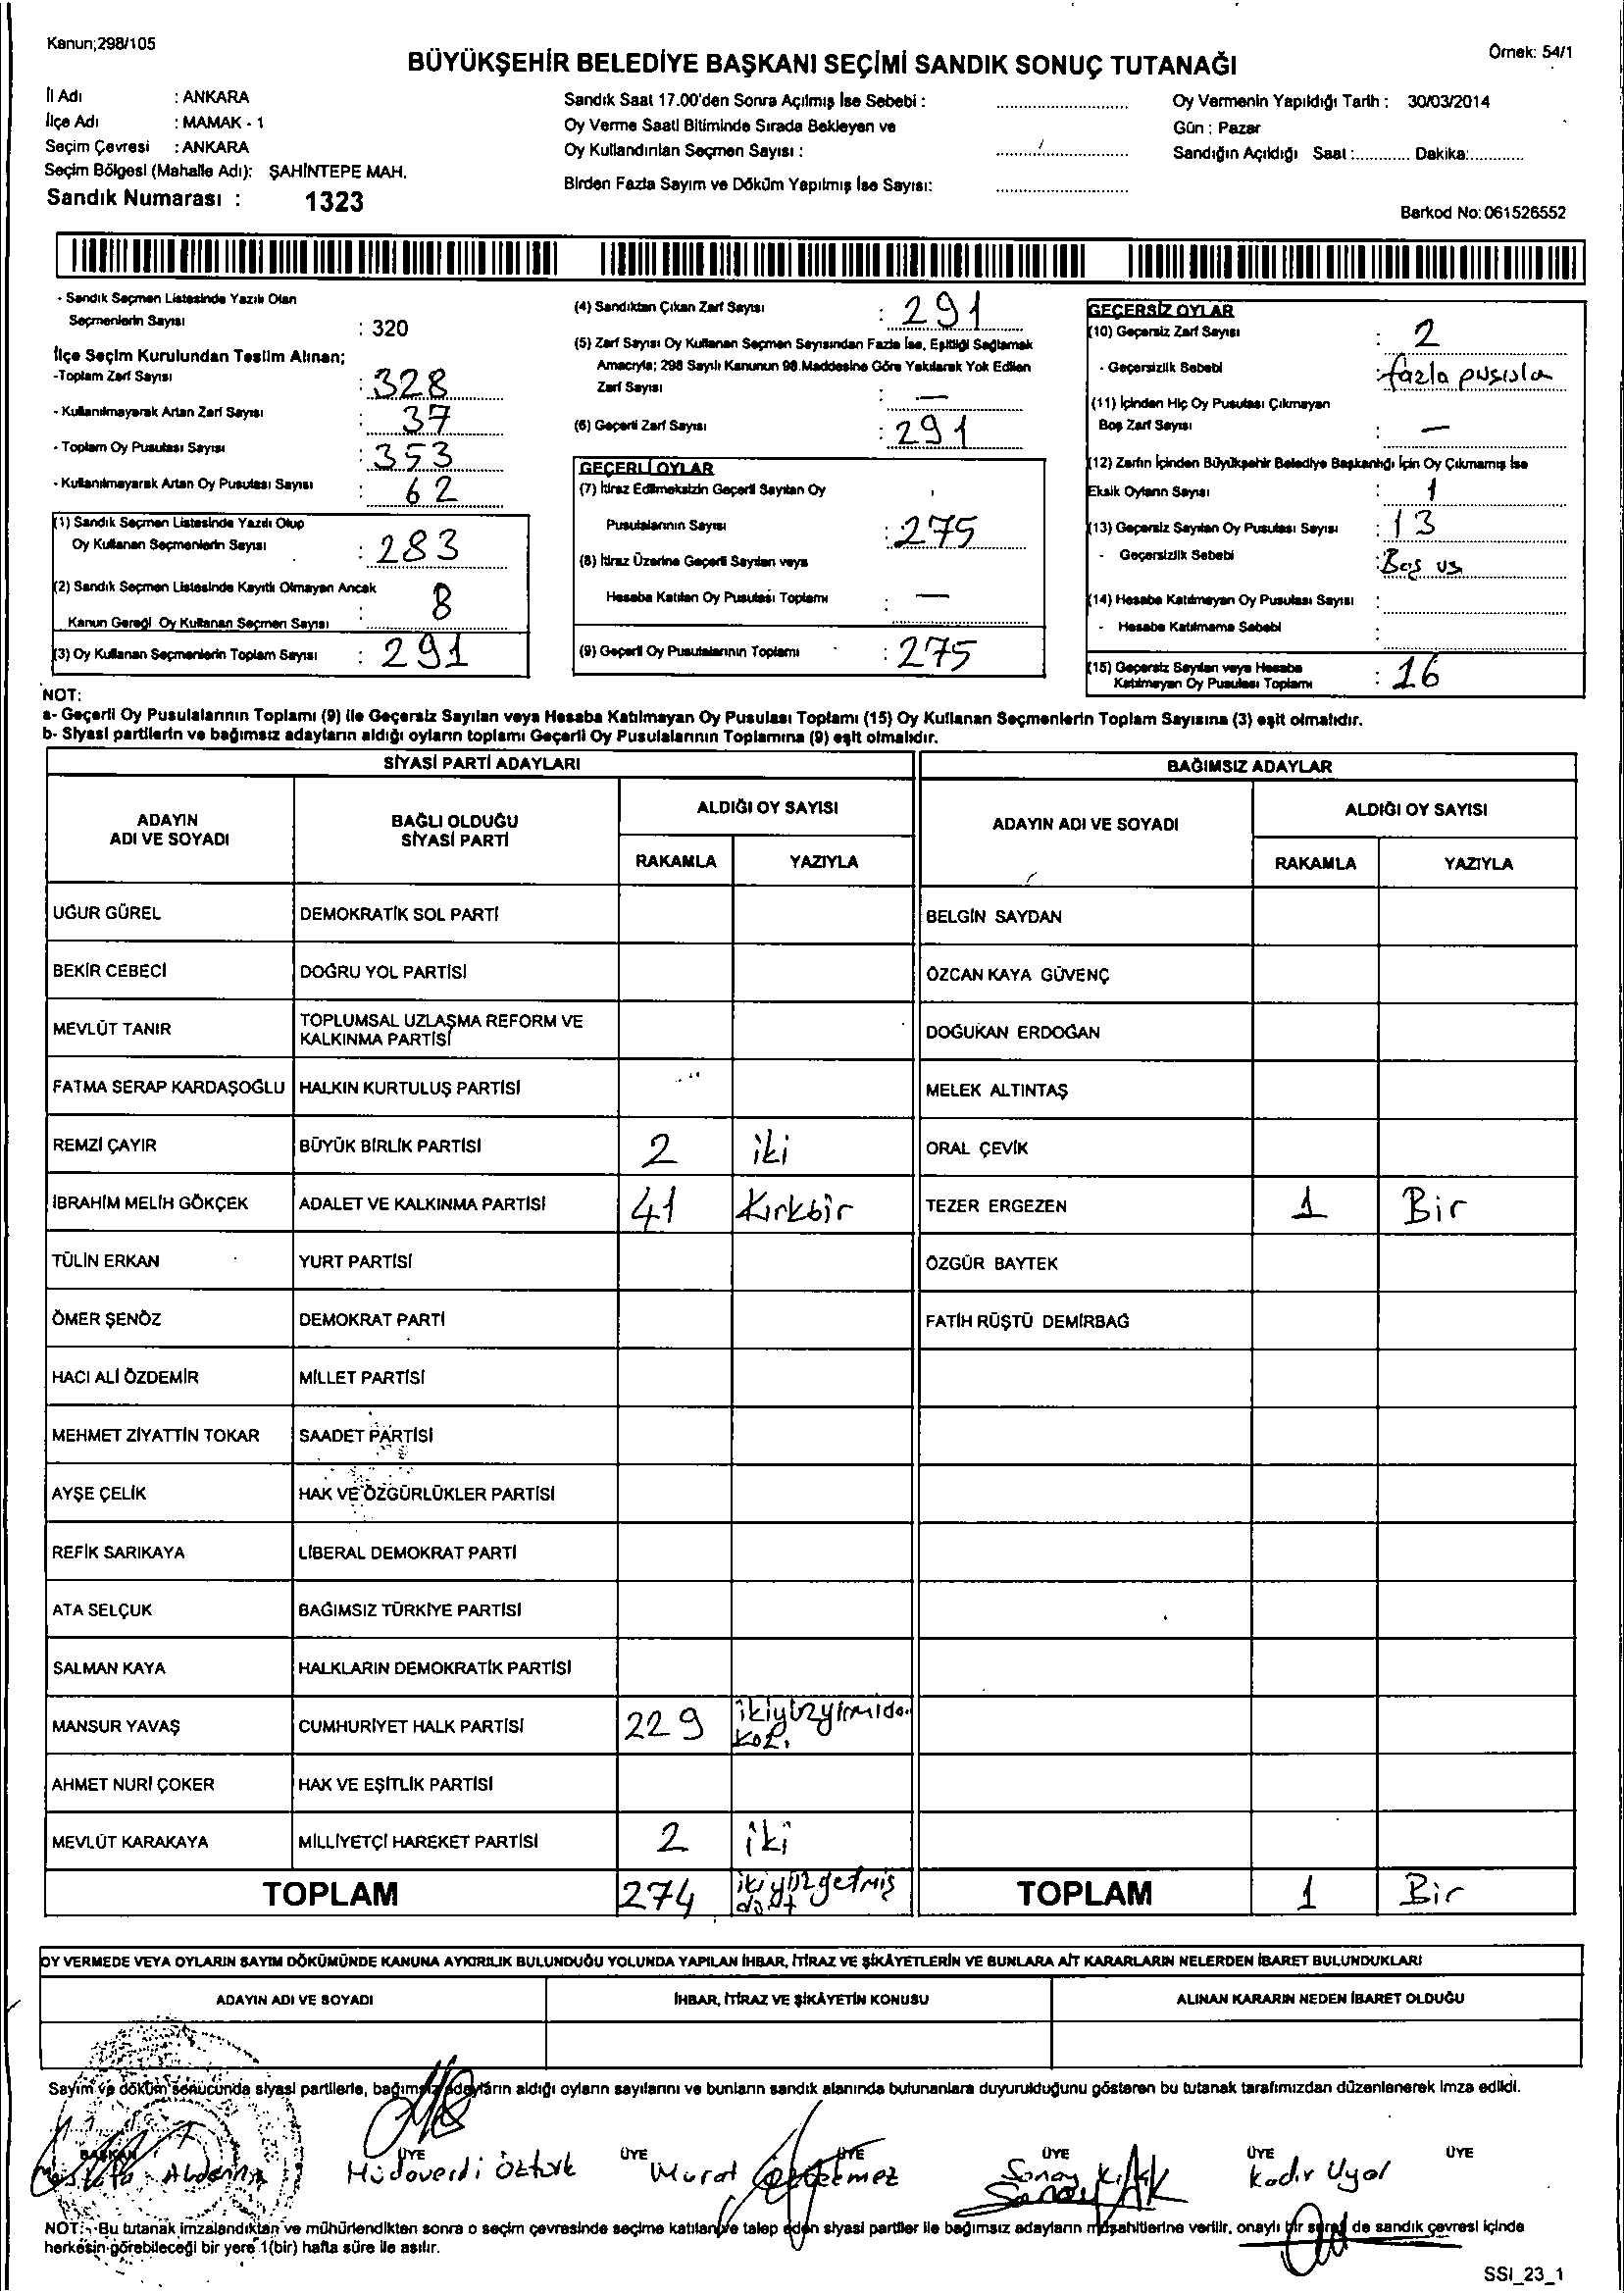 Kanun;298/105
BÜYÜKŞEHİR BELEDİYE BAŞKANI SEÇİMİ SANDIK SONUÇ TUTANAĞI
Örnek: 54/1
İl Adı : ANKARA
İlçe Adı : MAMAK - 1
Seçim Çevresi : ANKARA
Seçim Bölgesi (Mahalle Adı): ŞAHİNTEPE MAH.
Sandık Numarası : 1323
Sandık Saat 17.00'den Sonra Açılmış İse Sebebi :
Oy Verme Saati Bitiminde Sırada Bekleyen ve
Oy Kullandırılan Seçmen Sayısı :
Birden Fazla Sayım ve Döküm Yapılmış İse Sayısı:
Oy Vermenin Yapıldığı Tarih : 30/03/2014
Gün : Pazar
Sandığın Açıldığı Saat :............ Dakika:............
Barkod No: 061526552
- Sandık Seçmen Listesinde Yazılı Olan
Seçmenlerin Sayısı : 320
İlçe Seçim Kurulundan Teslim Alınan;
-Toplam Zarf Sayısı : 328
- Kullanılmayarak Artan Zarf Sayısı : 37
- Toplam Oy Pusulası Sayısı : 353
- Kullanılmayarak Artan Oy Pusulası Sayısı : 62
(1) Sandık Seçmen Listesinde Yazılı Olup
Oy Kullanan Seçmenlerin Sayısı : 283
(2) Sandık Seçmen Listesinde Kayıtlı Olmayan Ancak
Kanun Gereği Oy Kullanan Seçmen Sayısı : 8
(3) Oy Kullanan Seçmenlerin Toplam Sayısı : 291
(4) Sandıktan Çıkan Zarf Sayısı : 291
(5) Zarf Sayısı Oy Kullanan Seçmen Sayısından Fazla İse, Eşitliği Sağlamak
Amacıyla; 298 Sayılı Kanunun 98.Maddesine Göre Yakılarak Yok Edilen
Zarf Sayısı : —
(6) Geçerli Zarf Sayısı : 291
GEÇERLİ OYLAR
(7) İtiraz Edilmeksizin Geçerli Sayılan Oy
Pusulalarının Sayısı : 275
(8) İtiraz Üzerine Geçerli Sayılan veya
Hesaba Katılan Oy Pusulası Toplamı : —
(9) Geçerli Oy Pusulalarının Toplamı : 275
GEÇERSİZ OYLAR
(10) Geçersiz Zarf Sayısı : 2
- Geçersizlik Sebebi : fazla pusula
(11) İçinden Hiç Oy Pusulası Çıkmayan
Boş Zarf Sayısı : —
(12) Zarfın İçinden Büyükşehir Belediye Başkanlığı İçin Oy Çıkmamış İse
Eksik Oyların Sayısı : 1
(13) Geçersiz Sayılan Oy Pusulası Sayısı : 13
- Geçersizlik Sebebi : Boş vs
(14) Hesaba Katılmayan Oy Pusulası Sayısı :
- Hesaba Katılmama Sebebi :
(15) Geçersiz Sayılan veya Hesaba
Katılmayan Oy Pusulası Toplamı : 16
NOT:
a- Geçerli Oy Pusulalarının Toplamı (9) ile Geçersiz Sayılan veya Hesaba Katılmayan Oy Pusulası Toplamı (15) Oy Kullanan Seçmenlerin Toplam Sayısına (3) eşit olmalıdır.
b- Siyasi partilerin ve bağımsız adayların aldığı oyların toplamı Geçerli Oy Pusulalarının Toplamına (9) eşit olmalıdır.
SİYASİ PARTİ ADAYLARI
BAĞIMSIZ ADAYLAR
ADAYIN ADI VE SOYADI
BAĞLI OLDUĞU SİYASİ PARTİ
ALDIĞI OY SAYISI
RAKAMLA YAZIYLA
ADAYIN ADI VE SOYADI
ALDIĞI OY SAYISI
RAKAMLA YAZIYLA
UĞUR GÜREL DEMOKRATİK SOL PARTİ BELGİN SAYDAN
BEKİR CEBECİ DOĞRU YOL PARTİSİ ÖZCAN KAYA GÜVENÇ
MEVLÜT TANIR TOPLUMSAL UZLAŞMA REFORM VE KALKINMA PARTİSİ DOĞUKAN ERDOĞAN
FATMA SERAP KARDAŞOĞLU HALKIN KURTULUŞ PARTİSİ MELEK ALTINTAŞ
REMZİ ÇAYIR BÜYÜK BİRLİK PARTİSİ 2 iki ORAL ÇEVİK
İBRAHİM MELİH GÖKÇEK ADALET VE KALKINMA PARTİSİ 41 Kırkbir TEZER ERGEZEN 1 Bir
TÜLİN ERKAN YURT PARTİSİ ÖZGÜR BAYTEK
ÖMER ŞENÖZ DEMOKRAT PARTİ FATİH RÜŞTÜ DEMİRBAĞ
HACI ALİ ÖZDEMİR MİLLET PARTİSİ
MEHMET ZİYATTİN TOKAR SAADET PARTİSİ
AYŞE ÇELİK HAK VE ÖZGÜRLÜKLER PARTİSİ
REFİK SARIKAYA LİBERAL DEMOKRAT PARTİ
ATA SELÇUK BAĞIMSIZ TÜRKİYE PARTİSİ
SALMAN KAYA HALKLARIN DEMOKRATİK PARTİSİ
MANSUR YAVAŞ CUMHURİYET HALK PARTİSİ 229 ikiyüzyirmido
koz.
AHMET NURİ ÇOKER HAK VE EŞİTLİK PARTİSİ
MEVLÜT KARAKAYA MİLLİYETÇİ HAREKET PARTİSİ 2 iki
TOPLAM 274 ikiyüzyetmiş
dört
TOPLAM 1 Bir
OY VERMEDE VEYA OYLARIN SAYIM DÖKÜMÜNDE KANUNA AYKIRILIK BULUNDUĞU YOLUNDA YAPILAN İHBAR, İTİRAZ VE ŞİKÂYETLERİN VE BUNLARA AİT KARARLARIN NELERDEN İBARET BULUNDUKLARI
ADAYIN ADI VE SOYADI İHBAR, İTİRAZ VE ŞİKÂYETİN KONUSU ALINAN KARARIN NEDEN İBARET OLDUĞU
Sayım ve döküm sonucunda siyasi partilerle, bağımsız adayların aldığı oyların sayılarını ve bunların sandık alanında bulunanlara duyurulduğunu gösteren bu tutanak tarafımızdan düzenlenerek imza edildi.
BAŞKAN ÜYE ÜYE ÜYE ÜYE ÜYE ÜYE
Hüdaverdi Öztürk Murat Sonay Kadir Uyar
NOT: Bu tutanak imzalandıktan ve mühürlendikten sonra o seçim çevresinde seçime katılan ve talep eden siyasi partiler ile bağımsız adayların müşahitlerine verilir, onaylı bir sureti de sandık çevresi içinde
herkesin görebileceği bir yere 1(bir) hafta süre ile asılır.
SSI_23_1